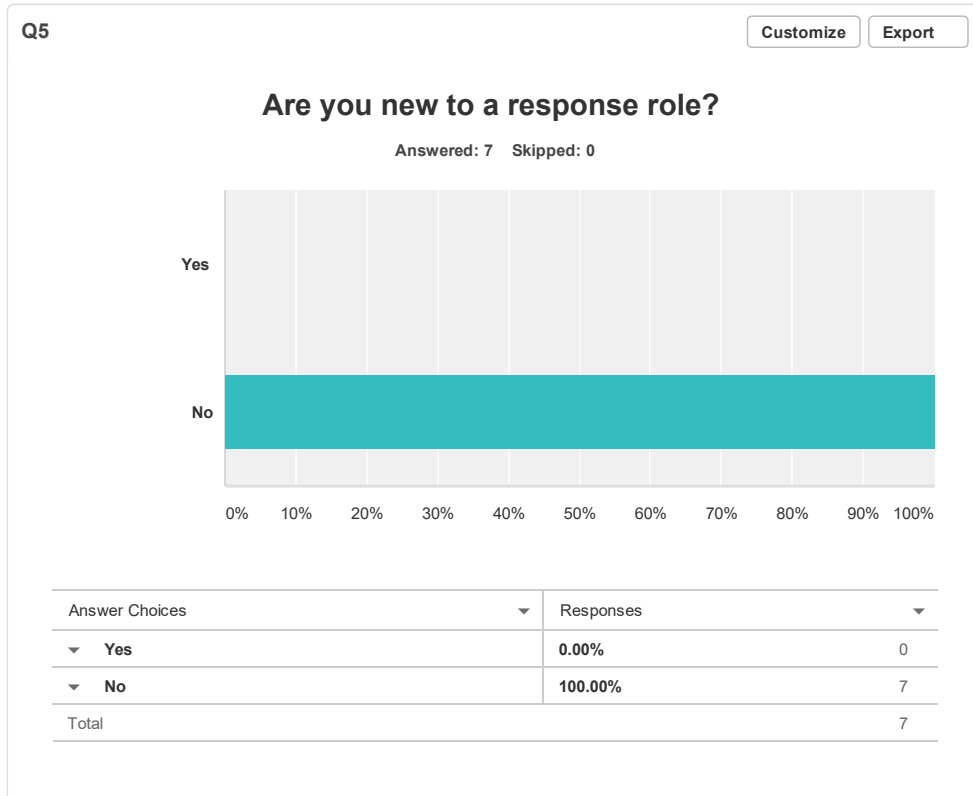 Q5
Customize Export
Are you new to a response role?
Answered: 7 Skipped: 0
Yes
No
0% 10% 20% 30% 40% 50% 60% 70% 80% 90% 100%
Answer Choices Responses
Yes 0.00% 0
No 100.00% 7
Total 7